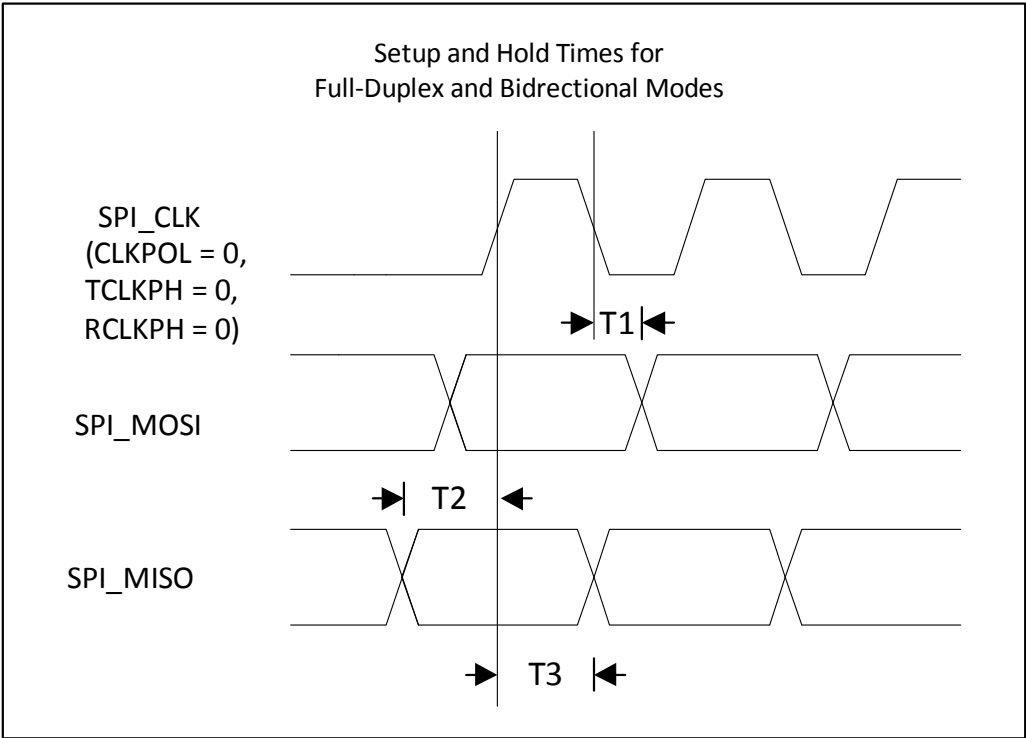 Setup and Hold Times for
Full-Duplex and Bidrectional Modes
SPI_CLK
(CLKPOL = 0,
TCLKPH = 0,
RCLKPH = 0)
T1
SPI_MOSI
T2
SPI_MISO
T3